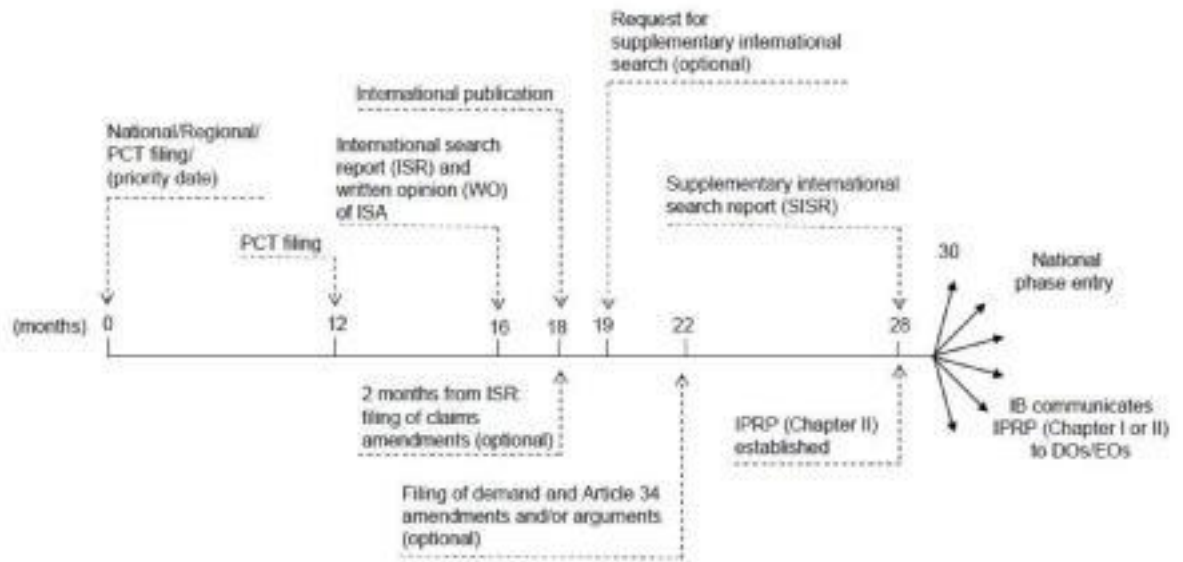 Request for
supplementary international
search (optional)
International publication
National/Regional/
PCT filing/
(priority date)
International search
report (ISR) and
written opinion (WO)
of ISA
Supplementary international
search report (SISR)
PCT filing
30
National
phase entry
(months) 0 12 16 18 19 22 28
2 months from ISR:
filing of claims
amendments (optional)
IPRP (Chapter II)
established
IB communicates
IPRP (Chapter I or II)
to DOs/EOs
Filing of demand and Article 34
amendments and/or arguments
(optional)